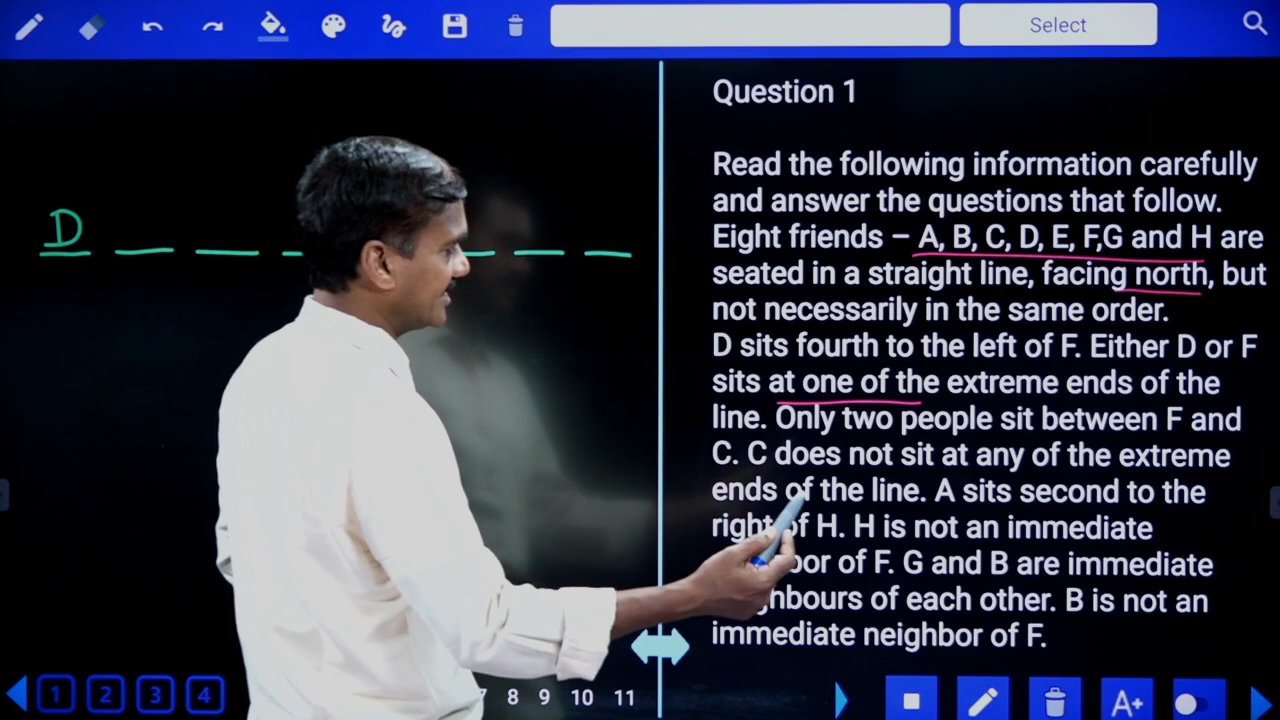 Select
Question 1
D
Read the following information carefully
and answer the questions that follow.
Eight friends – A, B, C, D, E, F,G and H are
seated in a straight line, facing north, but
not necessarily in the same order.
D sits fourth to the left of F. Either D or F
sits at one of the extreme ends of the
line. Only two people sit between F and
C. C does not sit at any of the extreme
ends of the line. A sits second to the
right of H. H is not an immediate
of F. G and B are immediate
of each other. B is not an
immediate neighbor of F.
1 2 3 4 8 9 10 11 A+